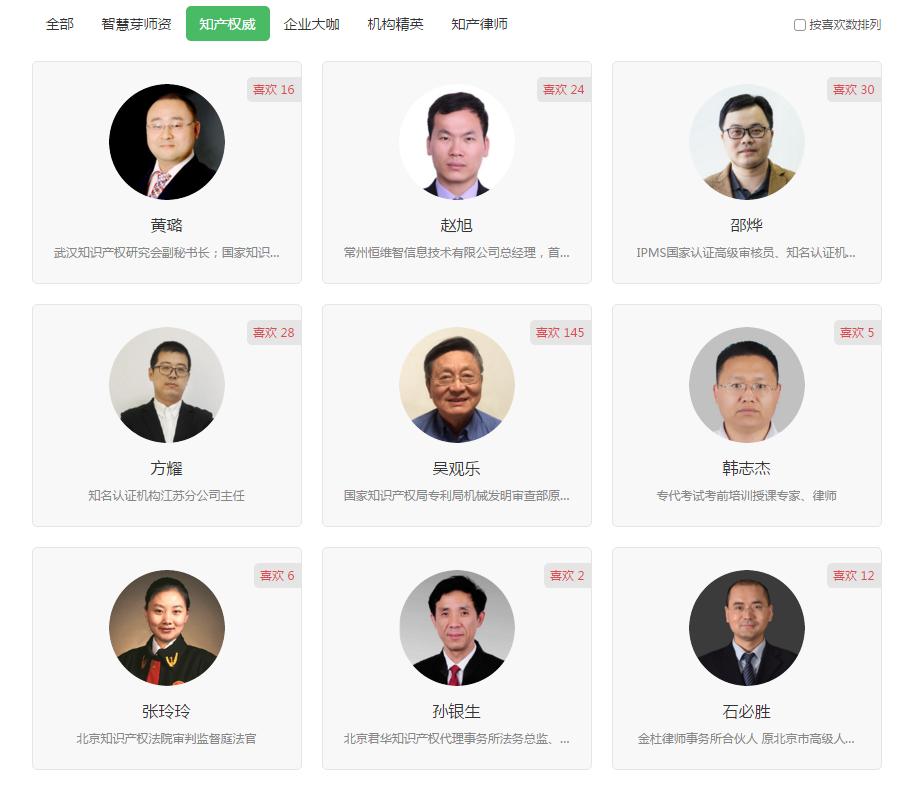 全部 智慧芽师资 知产权威 企业大咖 机构精英 知产律师 按喜欢数排列
喜欢 16
黄璐
武汉知识产权研究会副秘书长；国家知识...
喜欢 24
赵旭
常州恒维智信息技术有限公司总经理，首...
喜欢 30
邵烨
IPMS国家认证高级审核员、知名认证机...
喜欢 28
方耀
知名认证机构江苏分公司主任
喜欢 145
吴观乐
国家知识产权局专利局机械发明审查部原...
喜欢 5
韩志杰
专代考试考前培训授课专家、律师
喜欢 6
张玲玲
北京知识产权法院审判监督庭法官
喜欢 2
孙银生
北京君华知识产权代理事务所法务总监、...
喜欢 12
石必胜
金杜律师事务所合伙人 原北京市高级人...